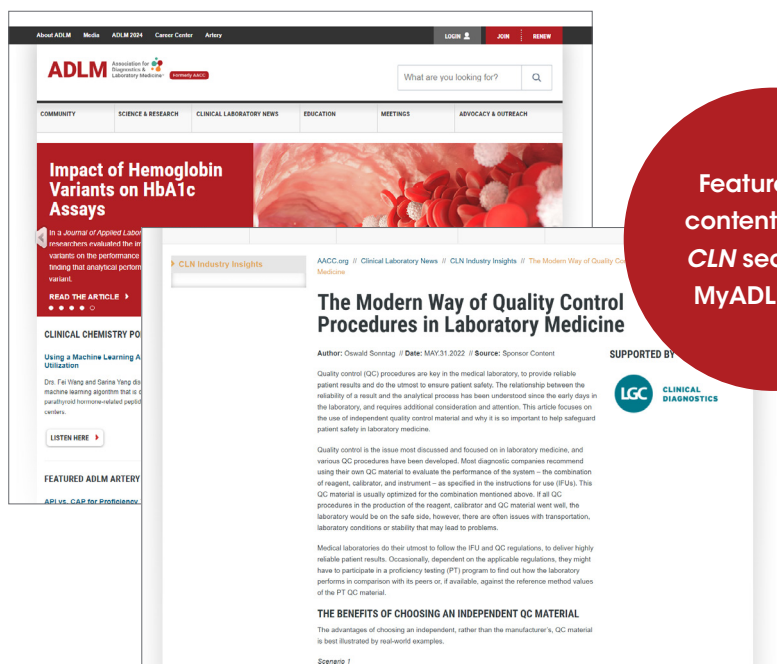 About ADLM Media ADLM 2024 Career Center Artery LOGIN JOIN RENEW
ADLM Association for
Diagnostics &
Laboratory Medicine Formerly AACC
What are you looking for?
COMMUNITY SCIENCE & RESEARCH CLINICAL LABORATORY NEWS EDUCATION MEETINGS ADVOCACY & OUTREACH
Impact of Hemoglobin
Variants on HbA1c
Assays
In a Journal of Applied Labor
researchers evaluated the im
variants on the performance
finding that analytical perform
variant.
READ THE ARTICLE
CLINICAL CHEMISTRY PO
Using a Machine Learning A
Utilization
Drs. Fei Wang and Sarina Yang dis
machine learning algorithm that is
parathyroid hormone-related peptid
centers.
LISTEN HERE
FEATURED ADLM ARTERY
API vs. CAP for Proficiency
Feature
content
CLN sec
MyADL
CLN Industry Insights
AACC.org // Clinical Laboratory News // CLN Industry Insights // The Modern Way of Quality Con
Medicine
The Modern Way of Quality Control
Procedures in Laboratory Medicine
Author: Oswald Sonntag // Date: MAY.31.2022 // Source: Sponsor Content
SUPPORTED BY
LGC CLINICAL
DIAGNOSTICS
Quality control (QC) procedures are key in the medical laboratory, to provide reliable
patient results and do the utmost to ensure patient safety. The relationship between the
reliability of a result and the analytical process has been understood since the early days in
the laboratory, and requires additional consideration and attention. This article focuses on
the use of independent quality control material and why it is so important to help safeguard
patient safety in laboratory medicine.
Quality control is the issue most discussed and focused on in laboratory medicine, and
various QC procedures have been developed. Most diagnostic companies recommend
using their own QC material to evaluate the performance of the system – the combination
of reagent, calibrator, and instrument – as specified in the instructions for use (IFUs). This
QC material is usually optimized for the combination mentioned above. If all QC
procedures in the production of the reagent, calibrator and QC material went well, the
laboratory would be on the safe side, however, there are often issues with transportation,
laboratory conditions or stability that may lead to problems.
Medical laboratories do their utmost to follow the IFU and QC regulations, to deliver highly
reliable patient results. Occasionally, dependent on the applicable regulations, they might
have to participate in a proficiency testing (PT) program to find out how the laboratory
performs in comparison with its peers or, if available, against the reference method values
of the PT QC material.
THE BENEFITS OF CHOOSING AN INDEPENDENT QC MATERIAL
The advantages of choosing an independent, rather than the manufacturer's, QC material
is best illustrated by real-world examples.
Scenario 1